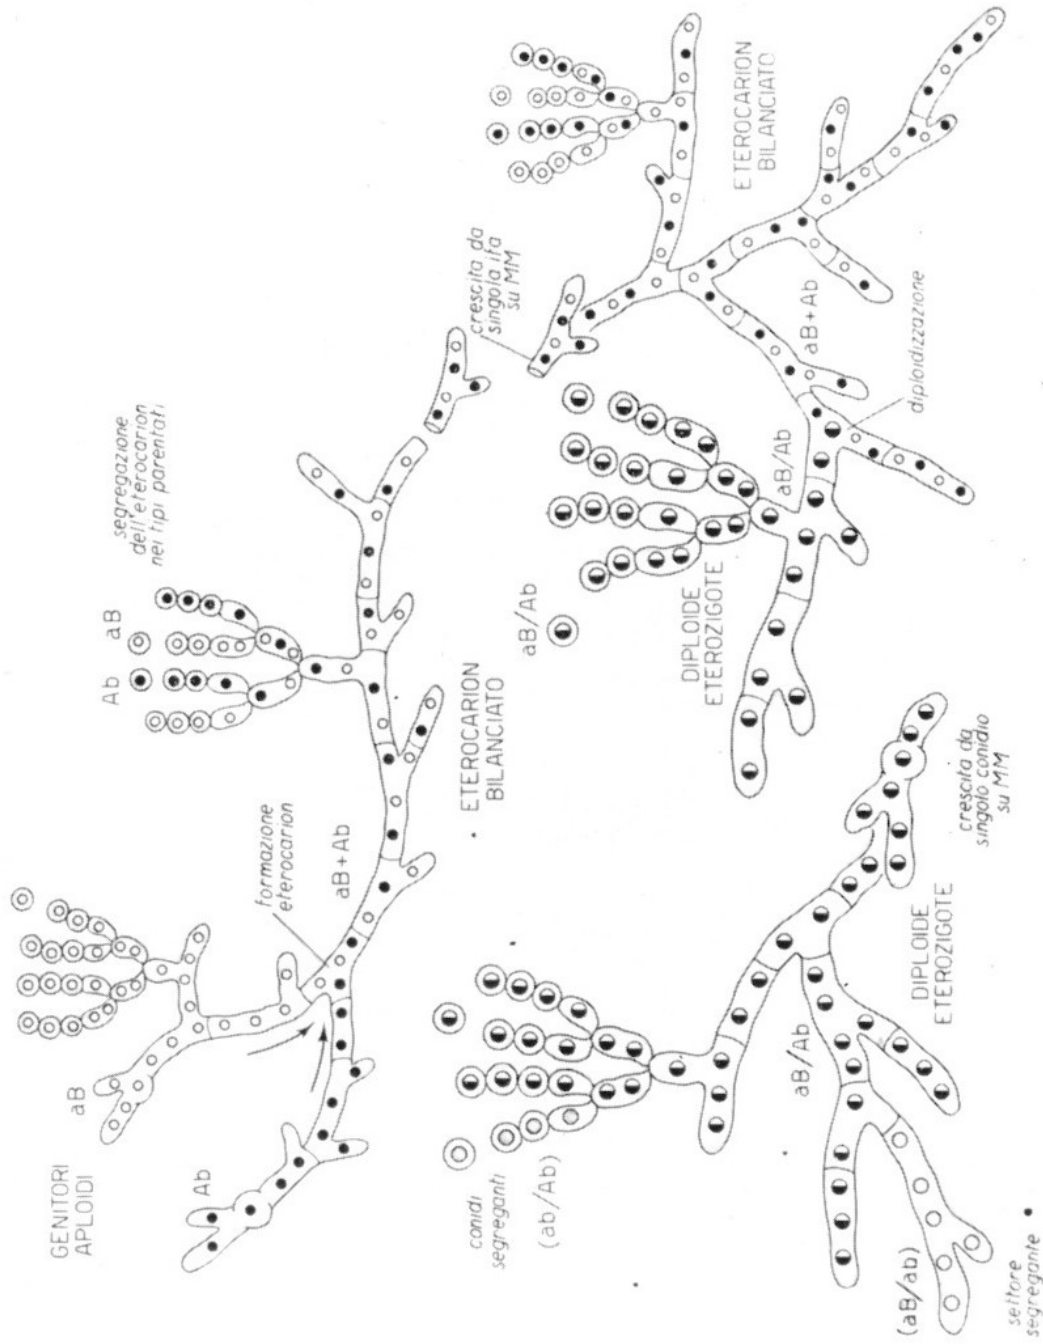 GENITORI
APLOIDI
aB
Ab
formazione
eterocarion
aB+Ab
ETEROCARION
BILANCIATO
Ab
aB
segregazione
dell'eterocarion
nei tipi parentati
crescita da
singola ifa
su MM
ETEROCARION
BILANCIATO
aB+Ab
diploidizzazione
aB/Ab
aB/Ab
DIPLOIDE
ETEROZIGOTE
crescita da
singolo conidio
su MM
DIPLOIDE
ETEROZIGOTE
aB/Ab
conidi
segreganti
(ab/Ab)
(aB/ab)
settore
segregante